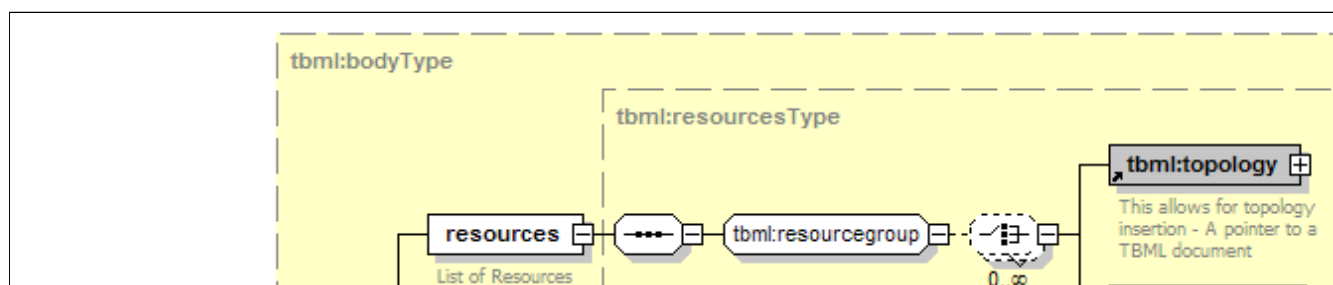 tbml:bodyType
tbml:resourcesType
tbml:topology
This allows for topology
insertion - A pointer to a
TBML document
resources
tbml:resourcegroup
List of Resources
0..∞